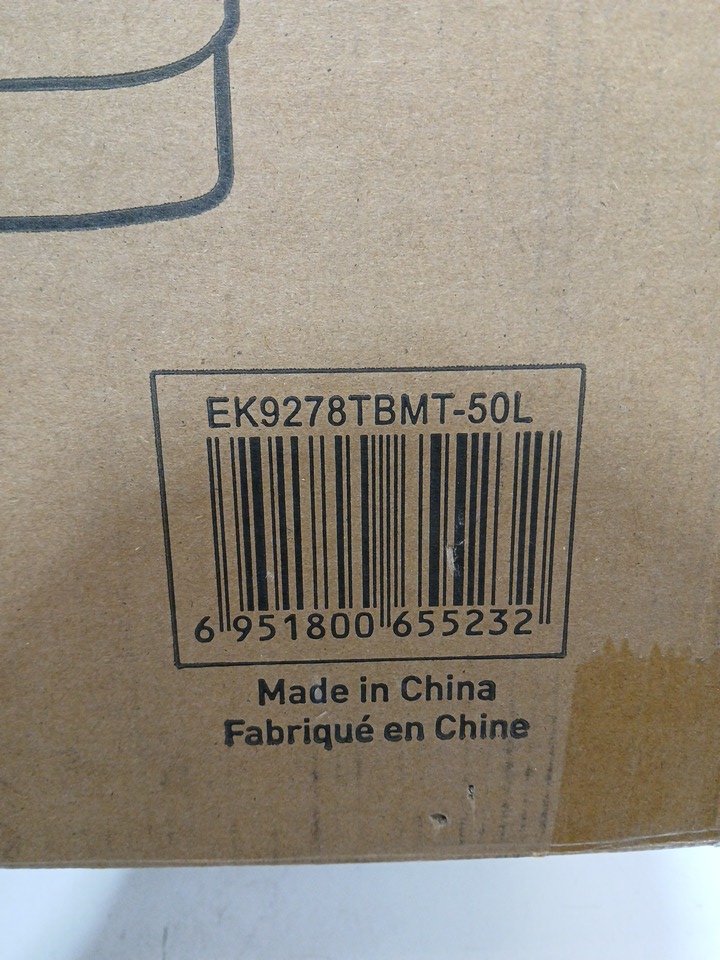 EK9278TBMT-50L
6 951800 655232
Made in China
Fabriqué en Chine